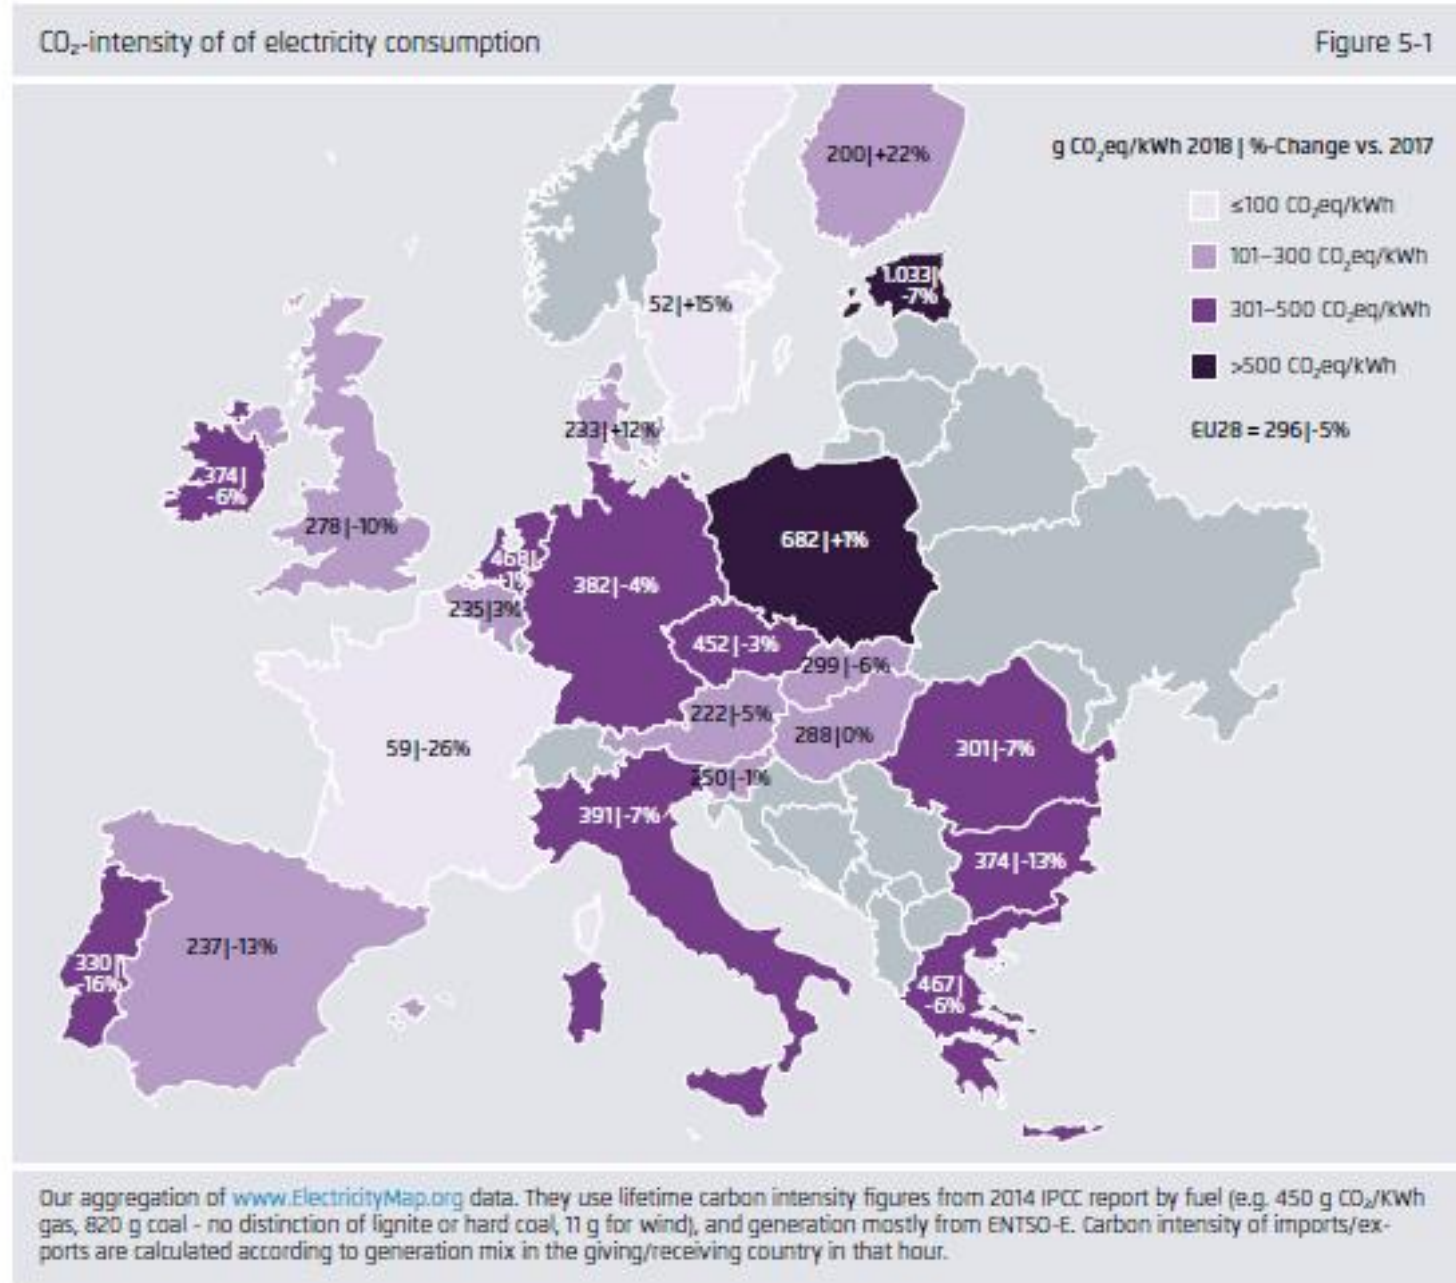 CO₂-intensity of of electricity consumption
Figure 5-1
g CO₂eq/kWh 2018 | %-Change vs. 2017
≤100 CO₂eq/kWh
101–300 CO₂eq/kWh
301–500 CO₂eq/kWh
>500 CO₂eq/kWh
EU28 = 296|-5%
200|+22%
1.033|
-7%
52|+15%
233|+12%
374|
-6%
278|-10%
468|
+1%
682|+1%
382|-4%
235|3%
452|-3%
299|-6%
222|-5%
288|0%
59|-26%
301|-7%
250|-1%
391|-7%
374|-13%
237|-13%
330|
-16%
467|
-6%
Our aggregation of www.ElectricityMap.org data. They use lifetime carbon intensity figures from 2014 IPCC report by fuel (e.g. 450 g CO₂/KWh
gas, 820 g coal - no distinction of lignite or hard coal, 11 g for wind), and generation mostly from ENTSO-E. Carbon intensity of imports/ex-
ports are calculated according to generation mix in the giving/receiving country in that hour.